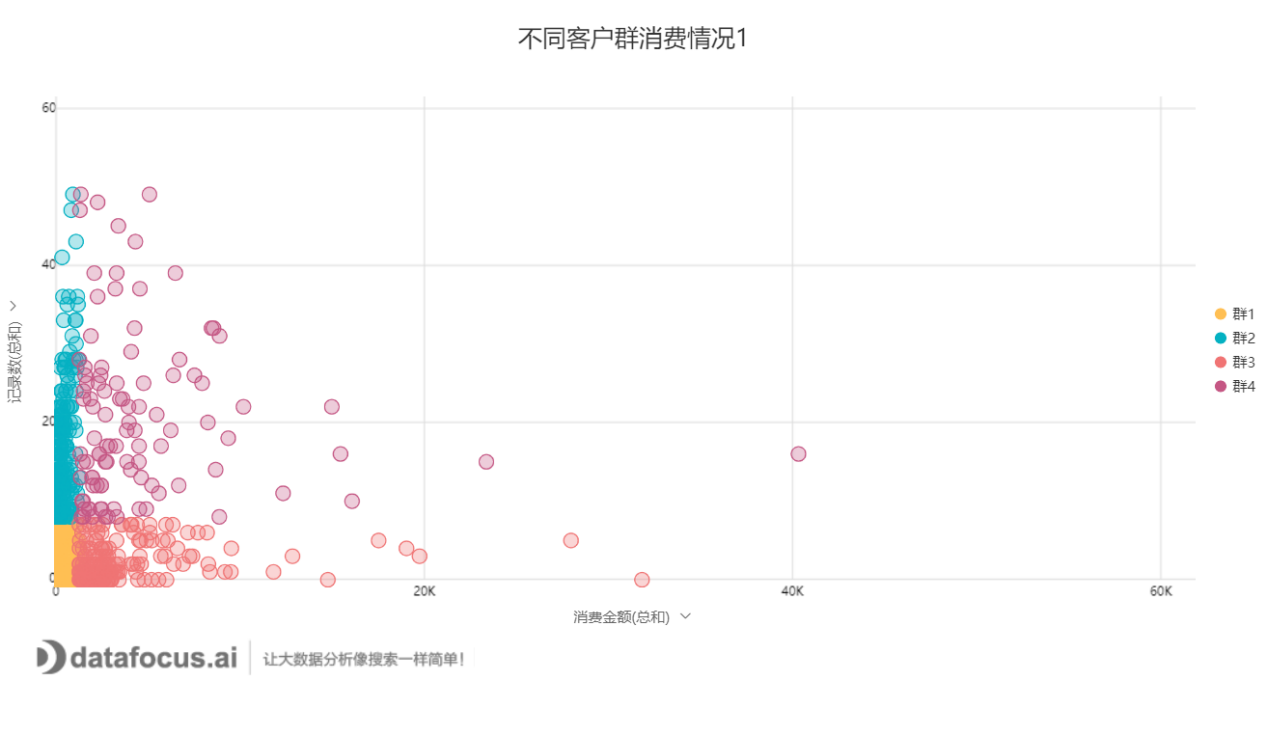 不同客户群消费情况1
60
40
20
0
记录数(总和)
0
20K
40K
60K
消费金额(总和)
群1
群2
群3
群4
datafocus.ai
让大数据分析像搜索一样简单!